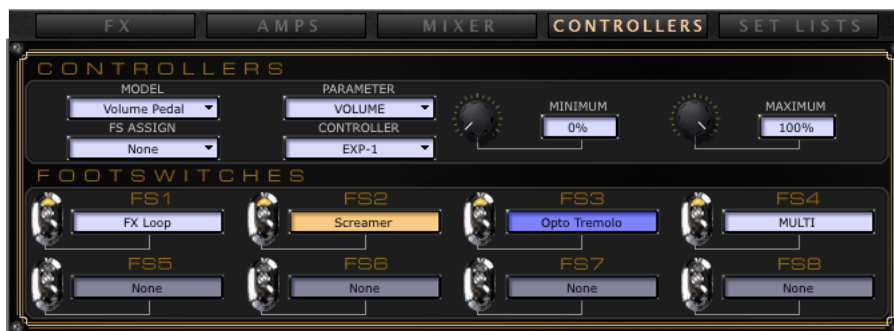 FX AMPS MIXER CONTROLLERS SET LISTS
CONTROLLERS
MODEL PARAMETER
Volume Pedal VOLUME MINIMUM MAXIMUM
FS ASSIGN CONTROLLER 0% 100%
None EXP-1
FOOTSWITCHES
FS1 FS2 FS3 FS4
FX Loop Screamer Opto Tremolo MULTI
FS5 FS6 FS7 FS8
None None None None